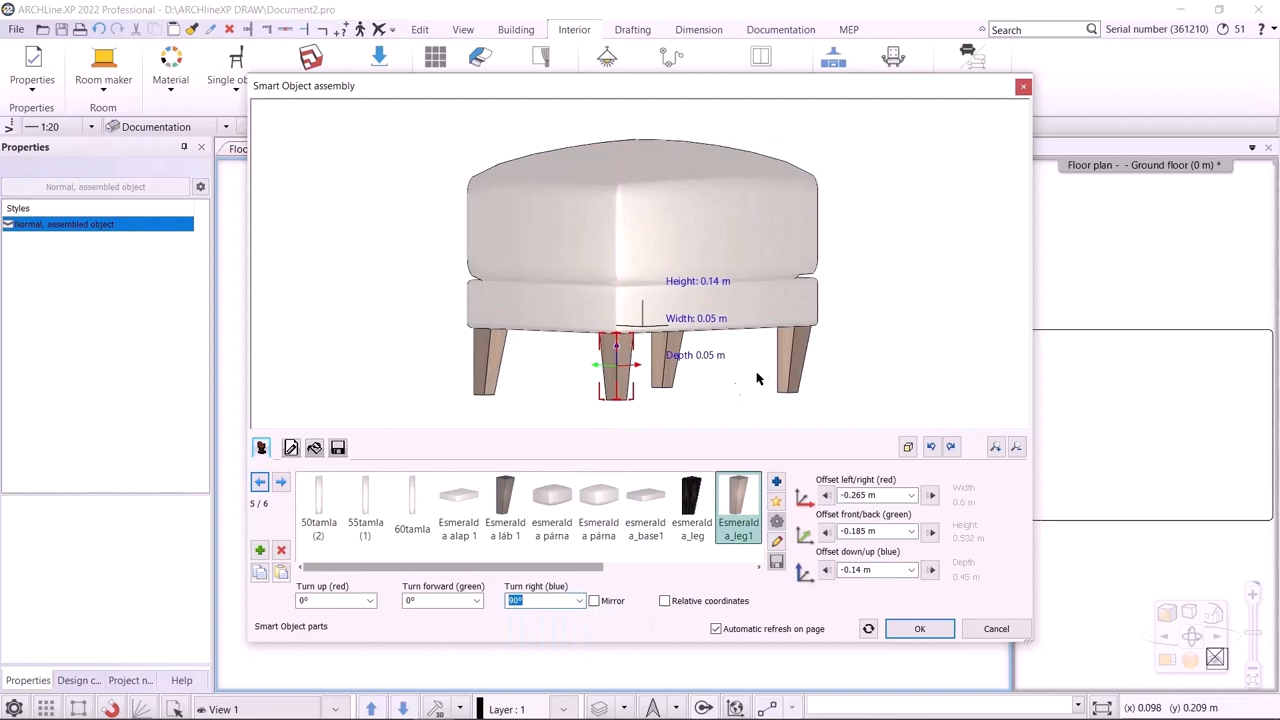 ARCHLine.XP 2022 Professional - ARCHlineXP DRAW/Document2.pro
File
Edit
View
Building
Interior
Drafting
Dimension
Documentation
MEP
Search
Serial number (361210)
51
Properties
Room maker
Material
Single ob
Properties
Room
1:20
Documentation
Smart Object assembly
Properties
Floo
Floor plan - - Ground floor (0 m) *
Normal, assembled object
Styles
Normal, assembled object
Height: 0.14 m
Width: 0.05 m
Depth 0.05 m
5 / 6
50tamla (2)
55tamla (1)
60tamla
Esmerald a alap 1
Esmerald a láb 1
esmerald a párna
Esmerald a párna
esmerald a_base1
esmerald a_leg
Esmerald a_leg1
Offset left/right (red)
-0.265 m
Offset front/back (green)
-0.185 m
Offset down/up (blue)
-0.14 m
Width
0.6 m
Height
0.532 m
Depth
0.45 m
Turn up (red)
Turn forward (green)
Turn right (blue)
0°
0°
90°
Mirror
Relative coordinates
Smart Object parts
Automatic refresh on page
OK
Cancel
Properties
Design c...
Project n...
Help
View 1
Layer : 1
(x) 0.098
(y) 0.209 m